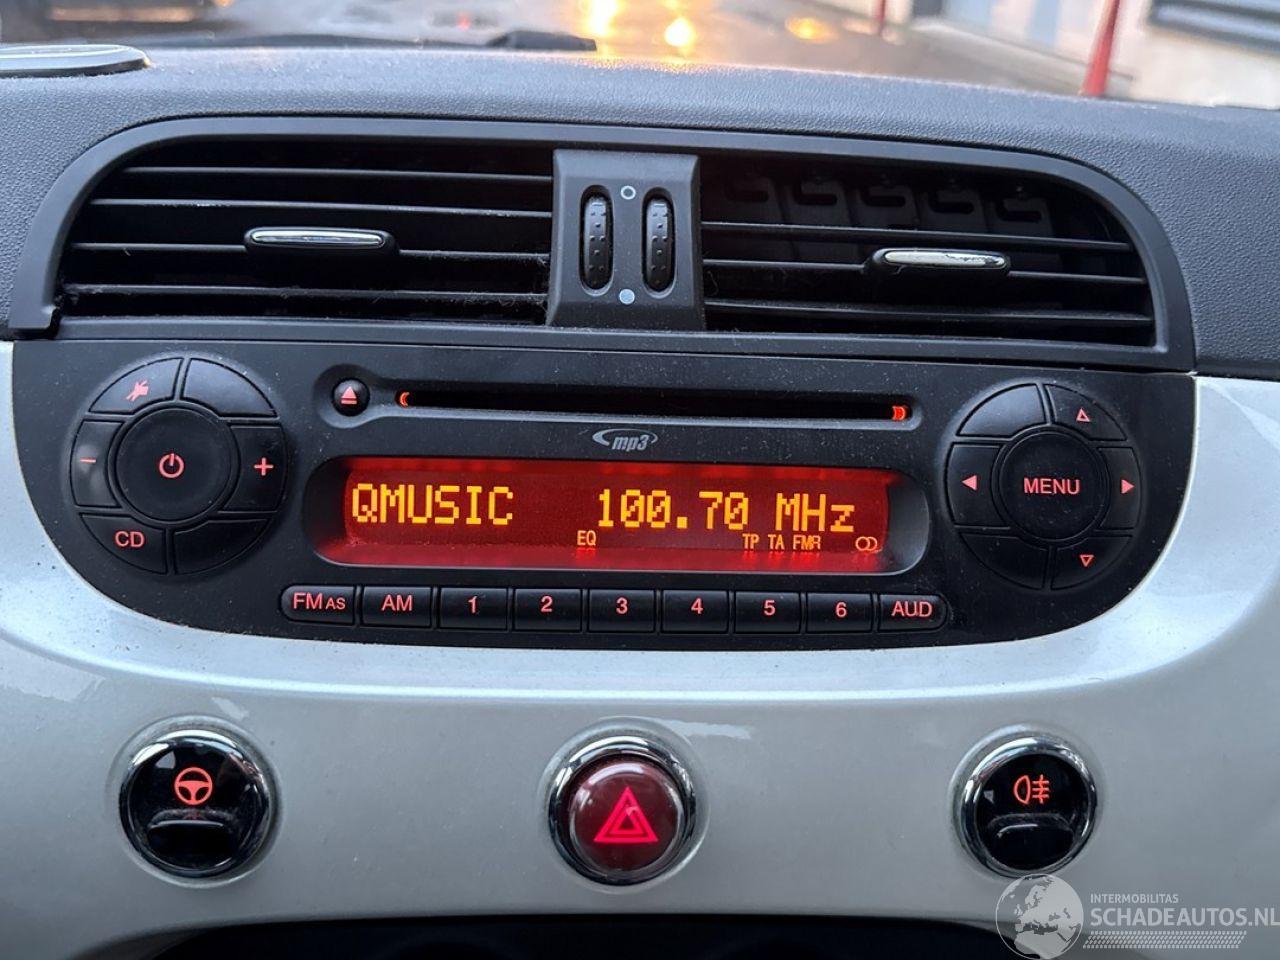 mp3
QMUSIC 100.70 MHz
EQ TP TA FMR
- +
CD
MENU
FM AS AM 1 2 3 4 5 6 AUD
INTERMOBILITAS
SCHADEAUTOS.NL